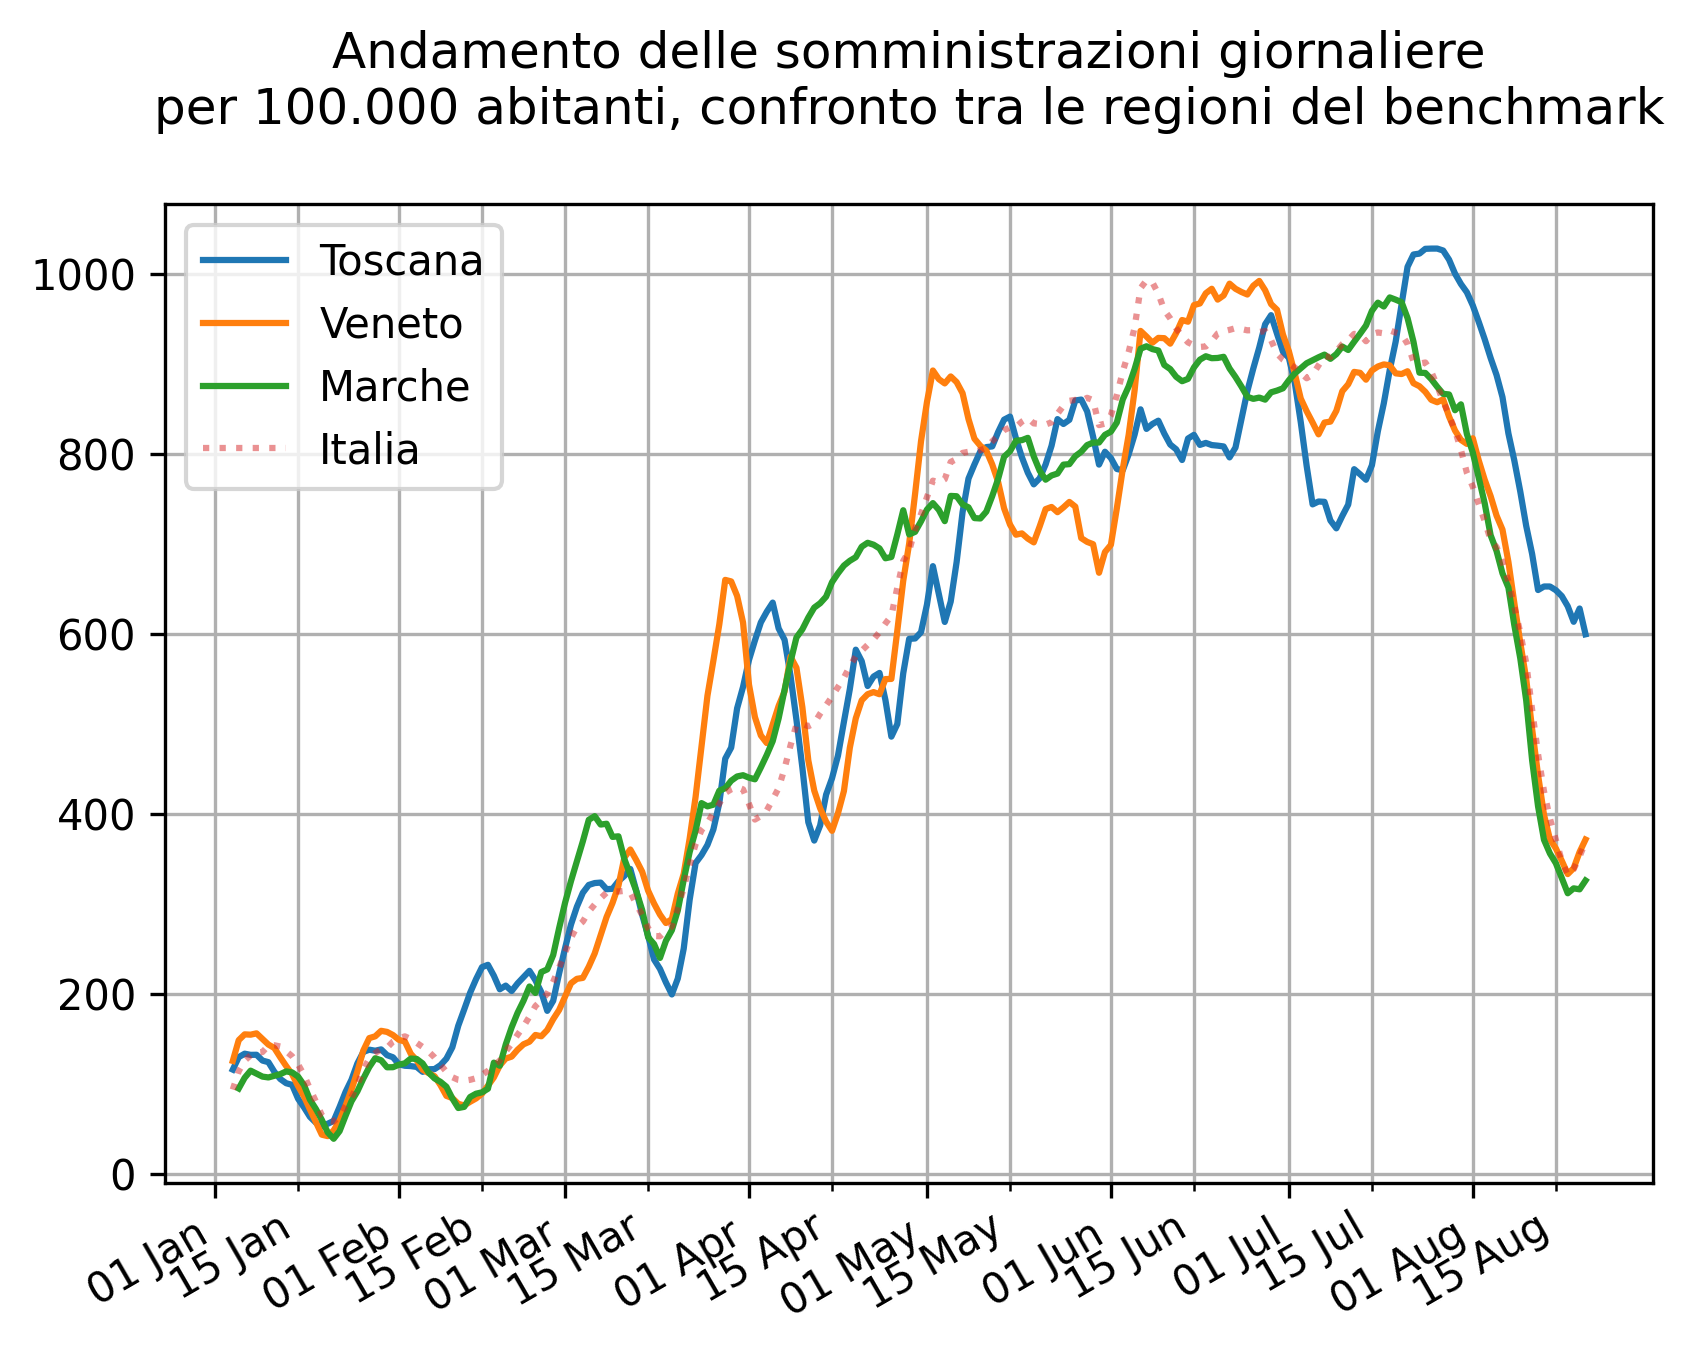 Andamento delle somministrazioni giornaliere
per 100.000 abitanti, confronto tra le regioni del benchmark
Toscana
Veneto
Marche
Italia
1000
800
600
400
200
0
01 Jan
15 Jan
01 Feb
15 Feb
01 Mar
15 Mar
01 Apr
15 Apr
01 May
15 May
01 Jun
15 Jun
01 Jul
15 Jul
01 Aug
15 Aug